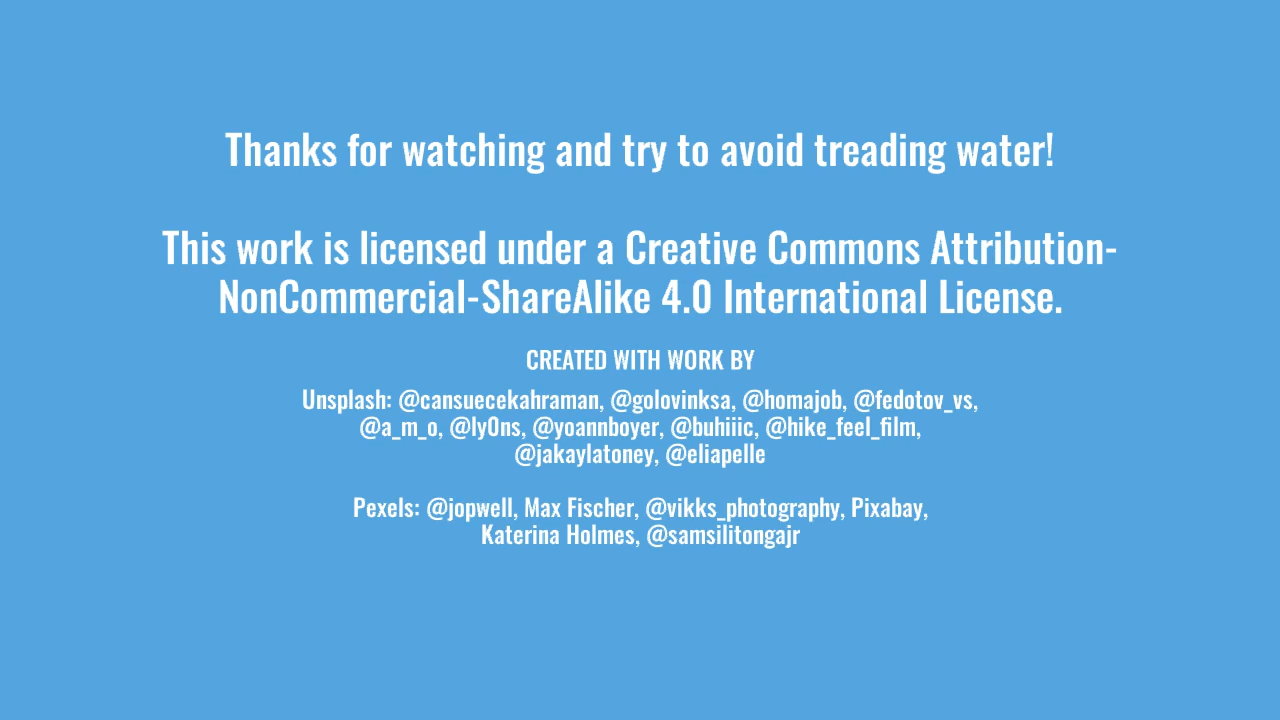 Thanks for watching and try to avoid treading water!
This work is licensed under a Creative Commons Attribution-
NonCommercial-ShareAlike 4.0 International License.
CREATED WITH WORK BY
Unsplash: @cansuecekahraman, @golovinksa, @homajob, @fedotov_vs,
@a_m_o, @ly0ns, @yoannboyer, @buhiiic, @hike_feel_film,
@jakaylatoney, @eliapelle
Pexels: @jopwell, Max Fischer, @vikks_photography, Pixabay,
Katerina Holmes, @samsilitongajr